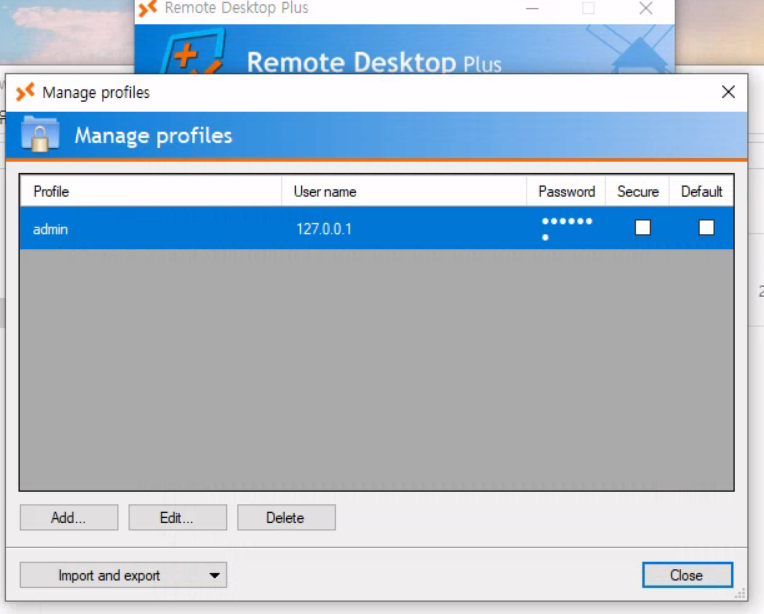 Remote Desktop Plus
Remote Desktop Plus
Manage profiles
Manage profiles
Profile User name Password Secure Default
admin 127.0.0.1 ••••••
•
Add... Edit... Delete
Import and export Close